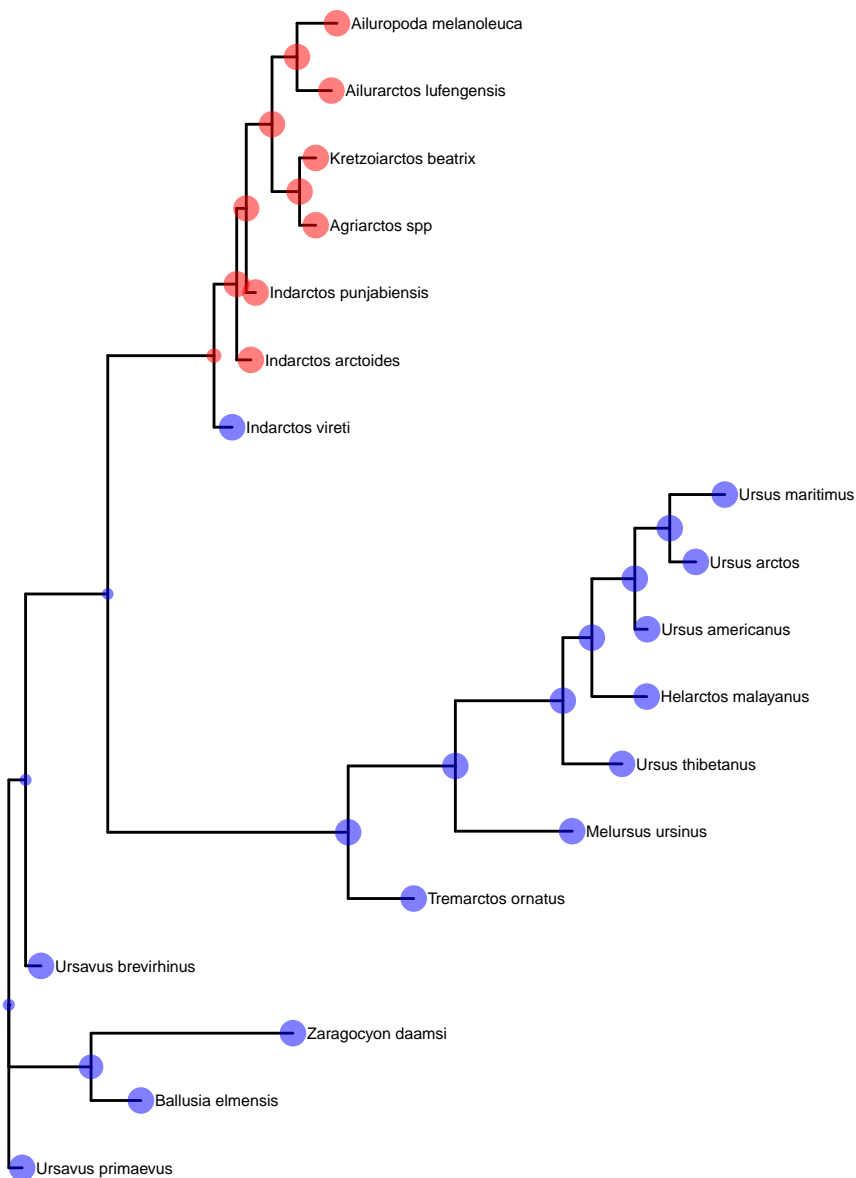 Ailuropoda melanoleuca
Ailurarctos lufengensis
Kretzoiarctos beatrix
Agriarctos spp
Indarctos punjabiensis
Indarctos arctoides
Indarctos vireti
Ursus maritimus
Ursus arctos
Ursus americanus
Helarctos malayanus
Ursus thibetanus
Melursus ursinus
Tremarctos ornatus
Ursavus brevirhinus
Zaragocyon daamsi
Ballusia elmensis
Ursavus primaevus